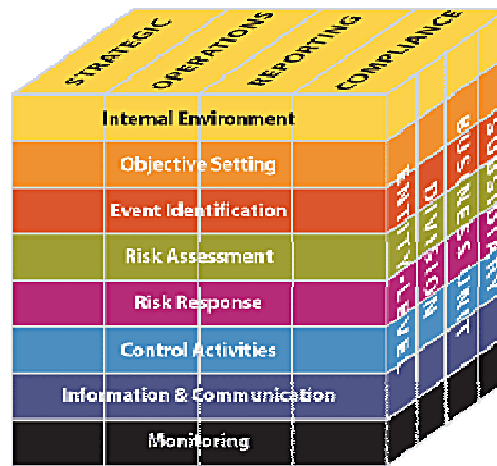 STRATEGIC
OPERATIONS
REPORTING
COMPLIANCE
Internal Environment
Objective Setting
Event Identification
Risk Assessment
Risk Response
Control Activities
Information & Communication
Monitoring
ENTITY-LEVEL
DIVISION
BUSINESS UNIT
SUBSIDIARY